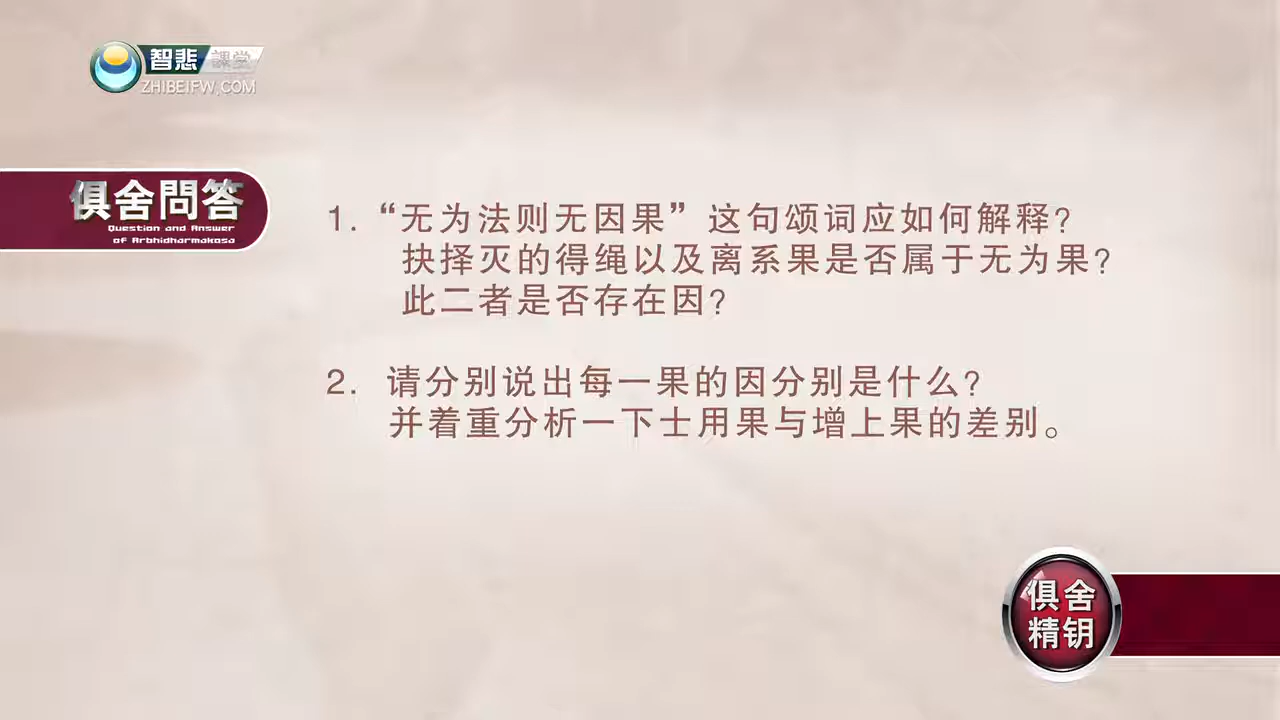 智悲課堂
ZHIBEIFW.COM
俱舍問答
Question and Answer
of Arbhidharmakosa
1.“无为法则无因果”这句颂词应如何解释?
抉择灭的得绳以及离系果是否属于无为果?
此二者是否存在因?
2. 请分别说出每一果的因分别是什么?
并着重分析一下士用果与增上果的差别。
俱舍
精钥